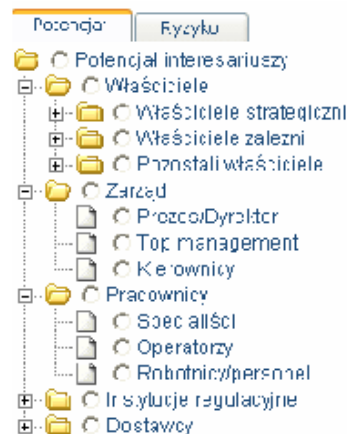 Potencjał Ryzyko
Potencjał interesariuszy
Właściciele
Właściciele strategiczni
Właściciele zależni
Pozostali właściciele
Zarząd
Prezes/Dyrektor
Top management
Kierownicy
Pracownicy
Specjaliści
Operatorzy
Robotnicy/personel
Instytucje regulacyjne
Dostawcy